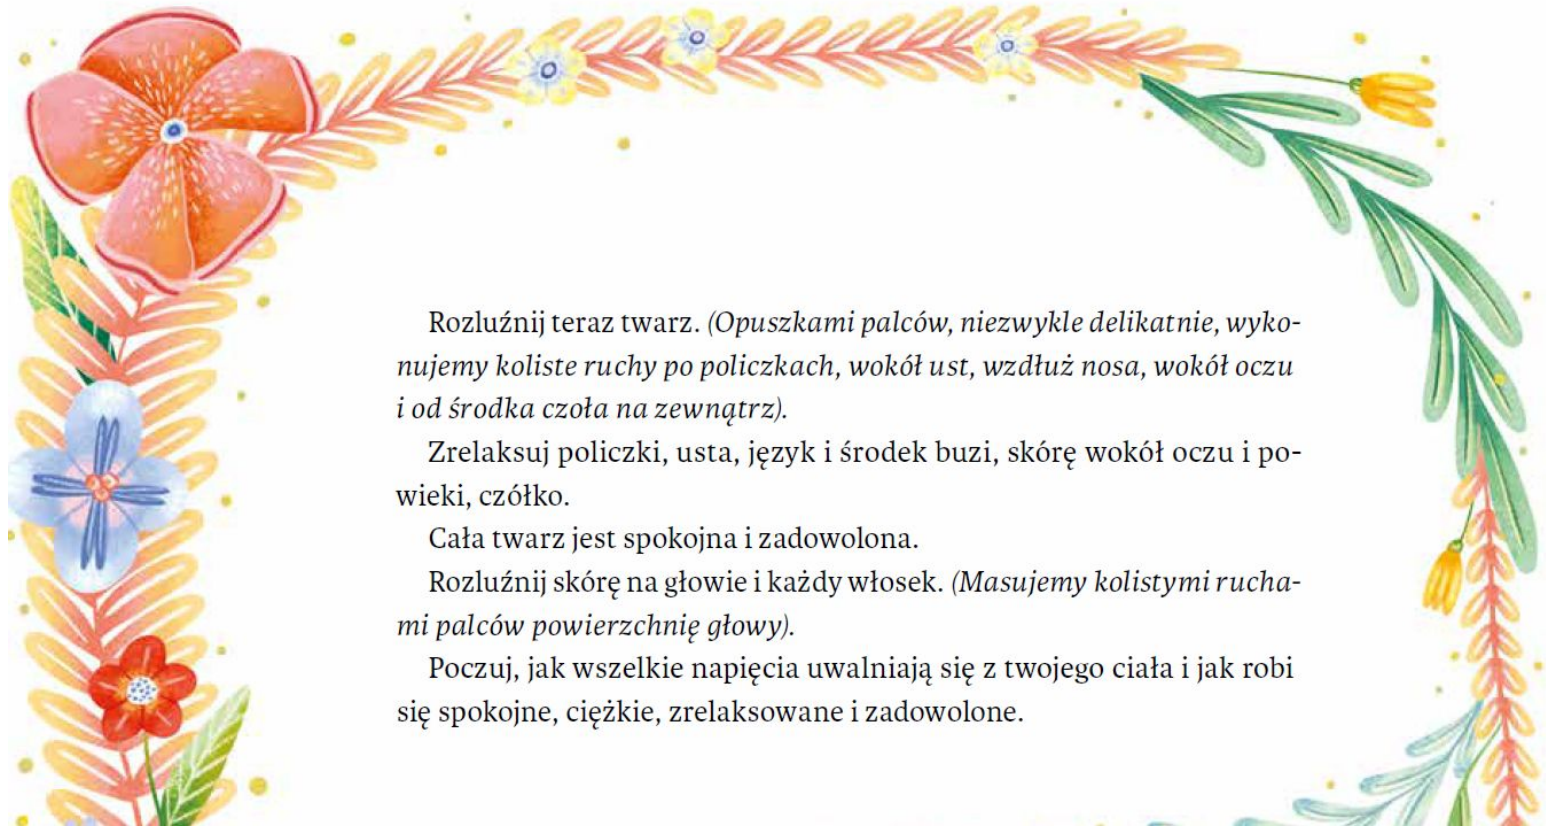 Rozluźnij teraz twarz. (Opuszkami palców, niezwykle delikatnie, wyko-
nujemy koliste ruchy po policzkach, wokół ust, wzdłuż nosa, wokół oczu
i od środka czoła na zewnątrz).
Zrelaksuj policzki, usta, język i środek buzi, skórę wokół oczu i po-
wieki, czółko.
Cała twarz jest spokojna i zadowolona.
Rozluźnij skórę na głowie i każdy włosek. (Masujemy kolistymi rucha-
mi palców powierzchnię głowy).
Poczuj, jak wszelkie napięcia uwalniają się z twojego ciała i jak robi
się spokojne, ciężkie, zrelaksowane i zadowolone.